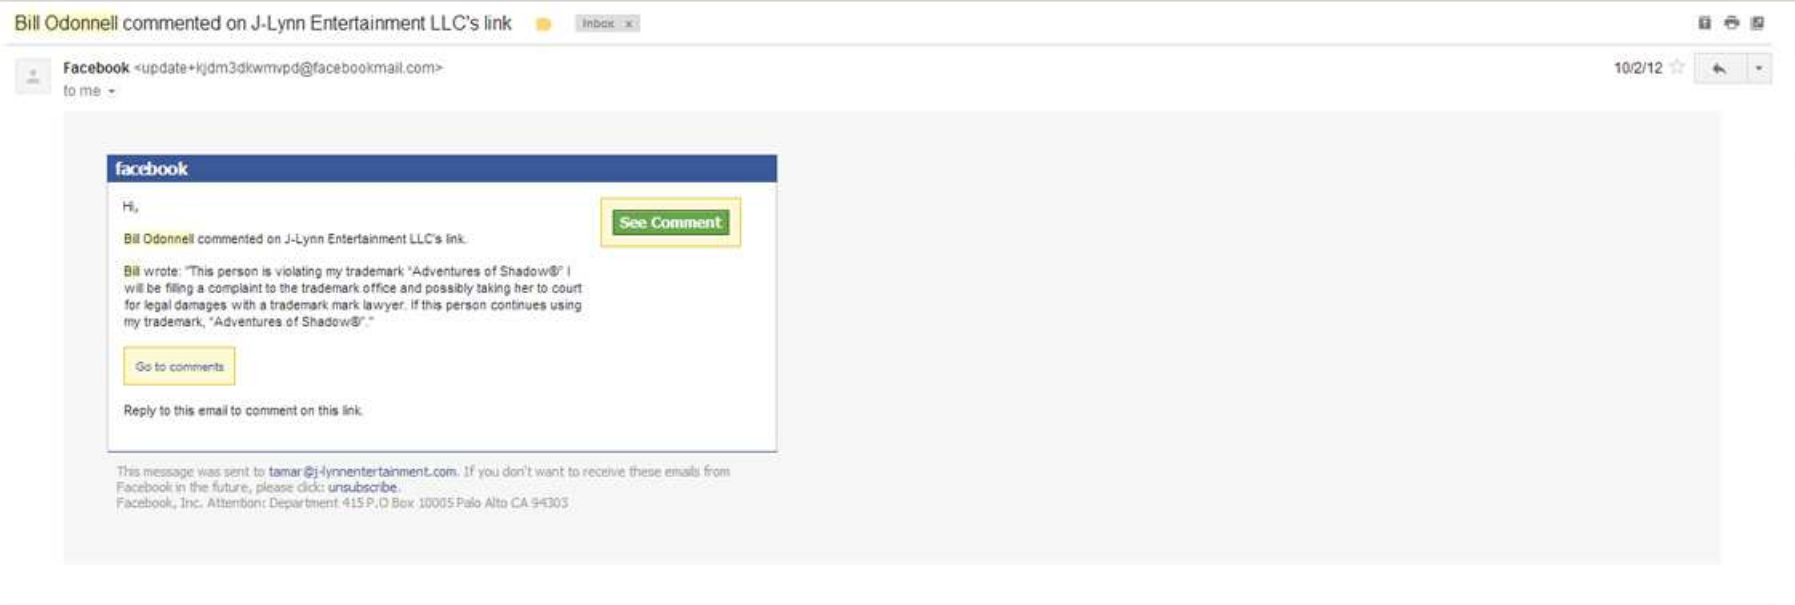 Bill Odonnell commented on J-Lynn Entertainment LLC's link
Inbox x
Facebook <update+kjdm3dkwmvpd@facebookmail.com>
10/2/12
to me
facebook
Hi,
See Comment
Bill Odonnell commented on J-Lynn Entertainment LLC's link.
Bill wrote: "This person is violating my trademark "Adventures of Shadow®" I
will be filing a complaint to the trademark office and possibly taking her to court
for legal damages with a trademark mark lawyer. If this person continues using
my trademark, "Adventures of Shadow®"."
Go to comments
Reply to this email to comment on this link.
This message was sent to tamar@j-lynnentertainment.com. If you don't want to receive these emails from
Facebook in the future, please click: unsubscribe.
Facebook, Inc. Attention: Department 415 P.O Box 10005 Palo Alto CA 94303